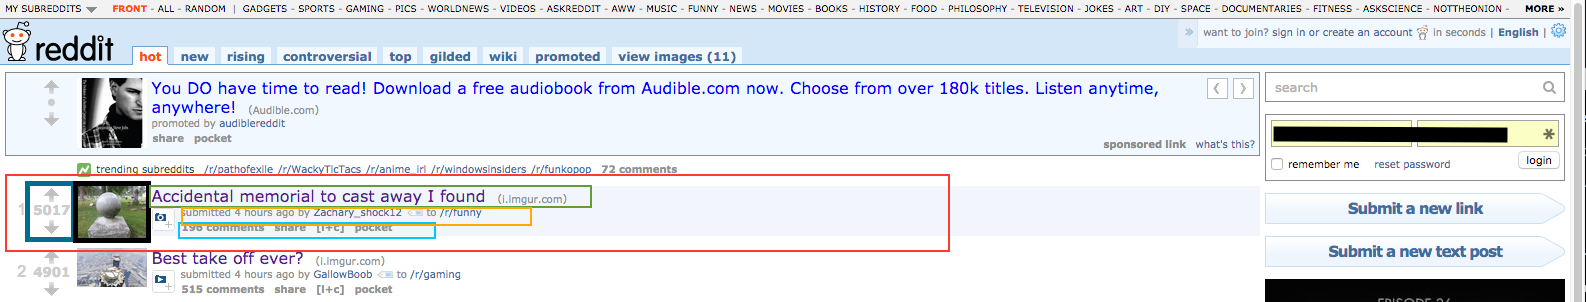 MY SUBREDDITS FRONT - ALL - RANDOM | GADGETS - SPORTS - GAMING - PICS - WORLDNEWS - VIDEOS - ASKREDDIT - AWW - MUSIC - FUNNY - NEWS - MOVIES - BOOKS - HISTORY - FOOD - PHILOSOPHY - TELEVISION - JOKES - ART - DIY - SPACE - DOCUMENTARIES - FITNESS - ASKSCIENCE - NOTTHEONION - MORE »
» want to join? sign in or create an account in seconds | English |
reddit hot new rising controversial top gilded wiki promoted view images (11)
You DO have time to read! Download a free audiobook from Audible.com now. Choose from over 180k titles. Listen anytime,
anywhere! (Audible.com)
promoted by audiblereddit
share pocket
sponsored link what's this?
search
remember me reset password login
trending subreddits /r/pathofexile /r/WackyTicTacs /r/anime_irl /r/windowsinsiders /r/funkopop 72 comments
1 5017
Accidental memorial to cast away I found (i.imgur.com)
submitted 4 hours ago by Zachary_shock12 to /r/funny
196 comments share [l+c] pocket
Submit a new link
Submit a new text post
2 4901
Best take off ever? (i.imgur.com)
submitted 4 hours ago by GallowBoob to /r/gaming
515 comments share [l+c] pocket